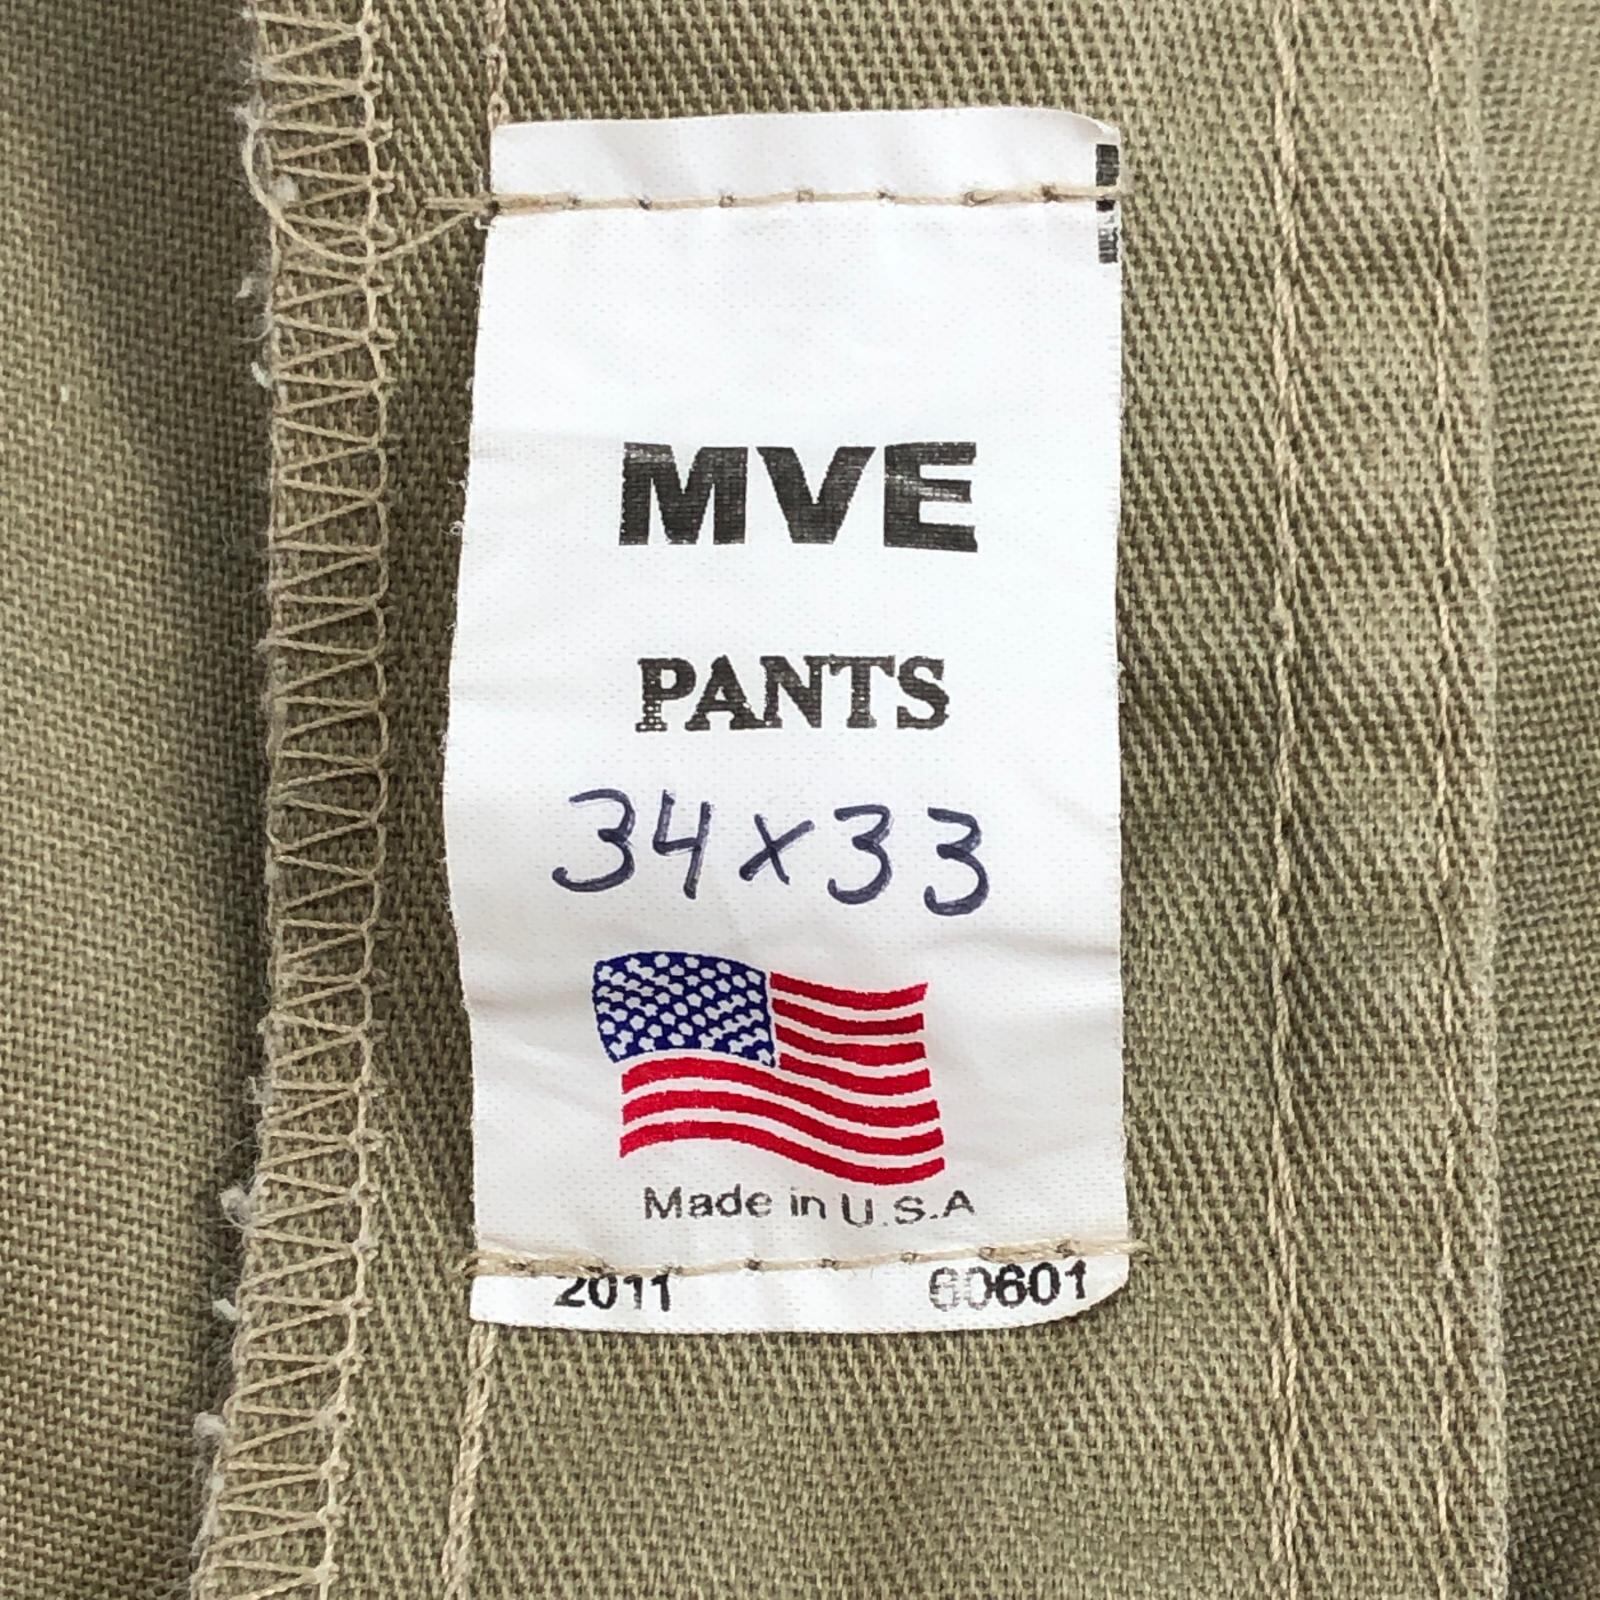 MVE
PANTS
34x33
Made in U.S.A
2011 60601